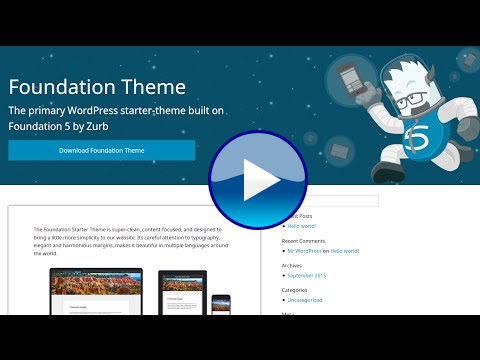 Foundation Theme
The primary WordPress starter-theme built on
Foundation 5 by Zurb
Download Foundation Theme
5
The Foundation Starter Theme is super-clean, content-focused, and designed to
bring a little more simplicity to our website. Its careful attention to typography,
elegant and harmonious margins, makes it beautiful in multiple languages around
the world.
Posts
Hello world!
Recent Comments
Mr WordPress on Hello world!
Archives
September 2015
Categories
Uncategorized